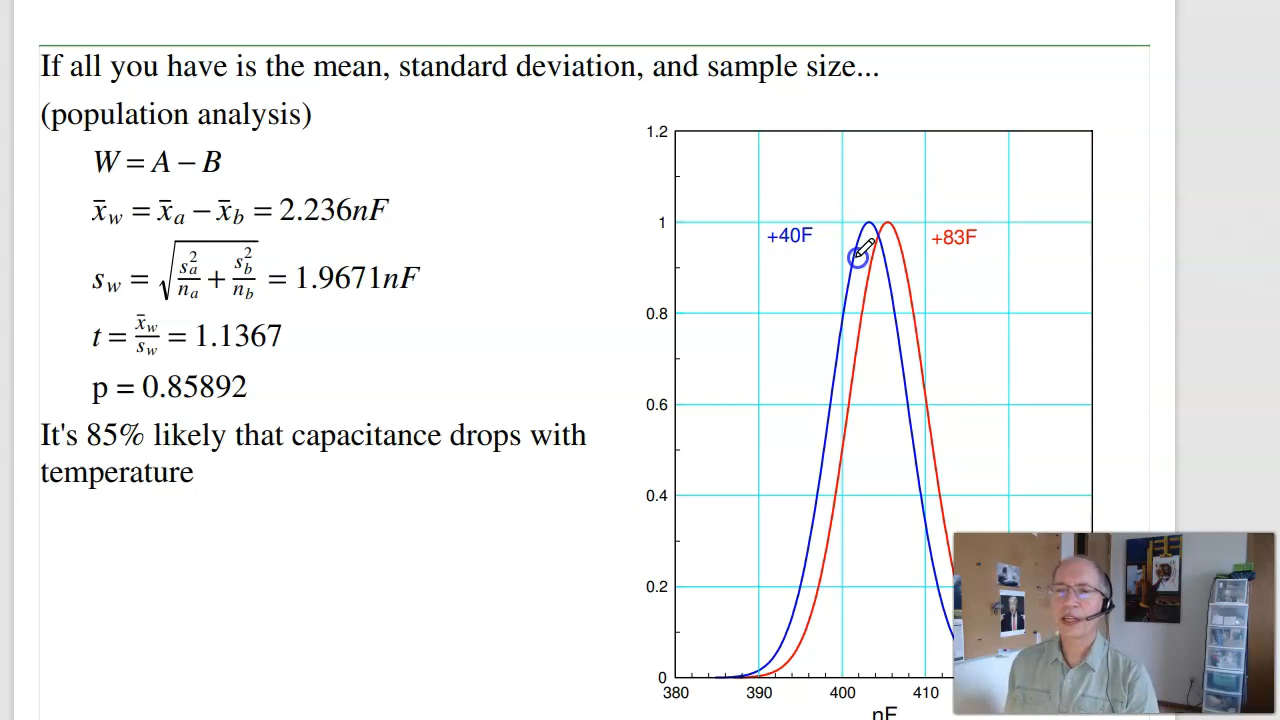 If all you have is the mean, standard deviation, and sample size...
(population analysis)
W = A − B
x̄_w = x̄_a − x̄_b = 2.236nF
s_w = √(s_a²/n_a + s_b²/n_b) = 1.9671nF
t = x̄_w/s_w = 1.1367
p = 0.85892
It's 85% likely that capacitance drops with
temperature
1.2
1
+40F
+83F
0.8
0.6
0.4
0.2
0
380
390
400
410
nF